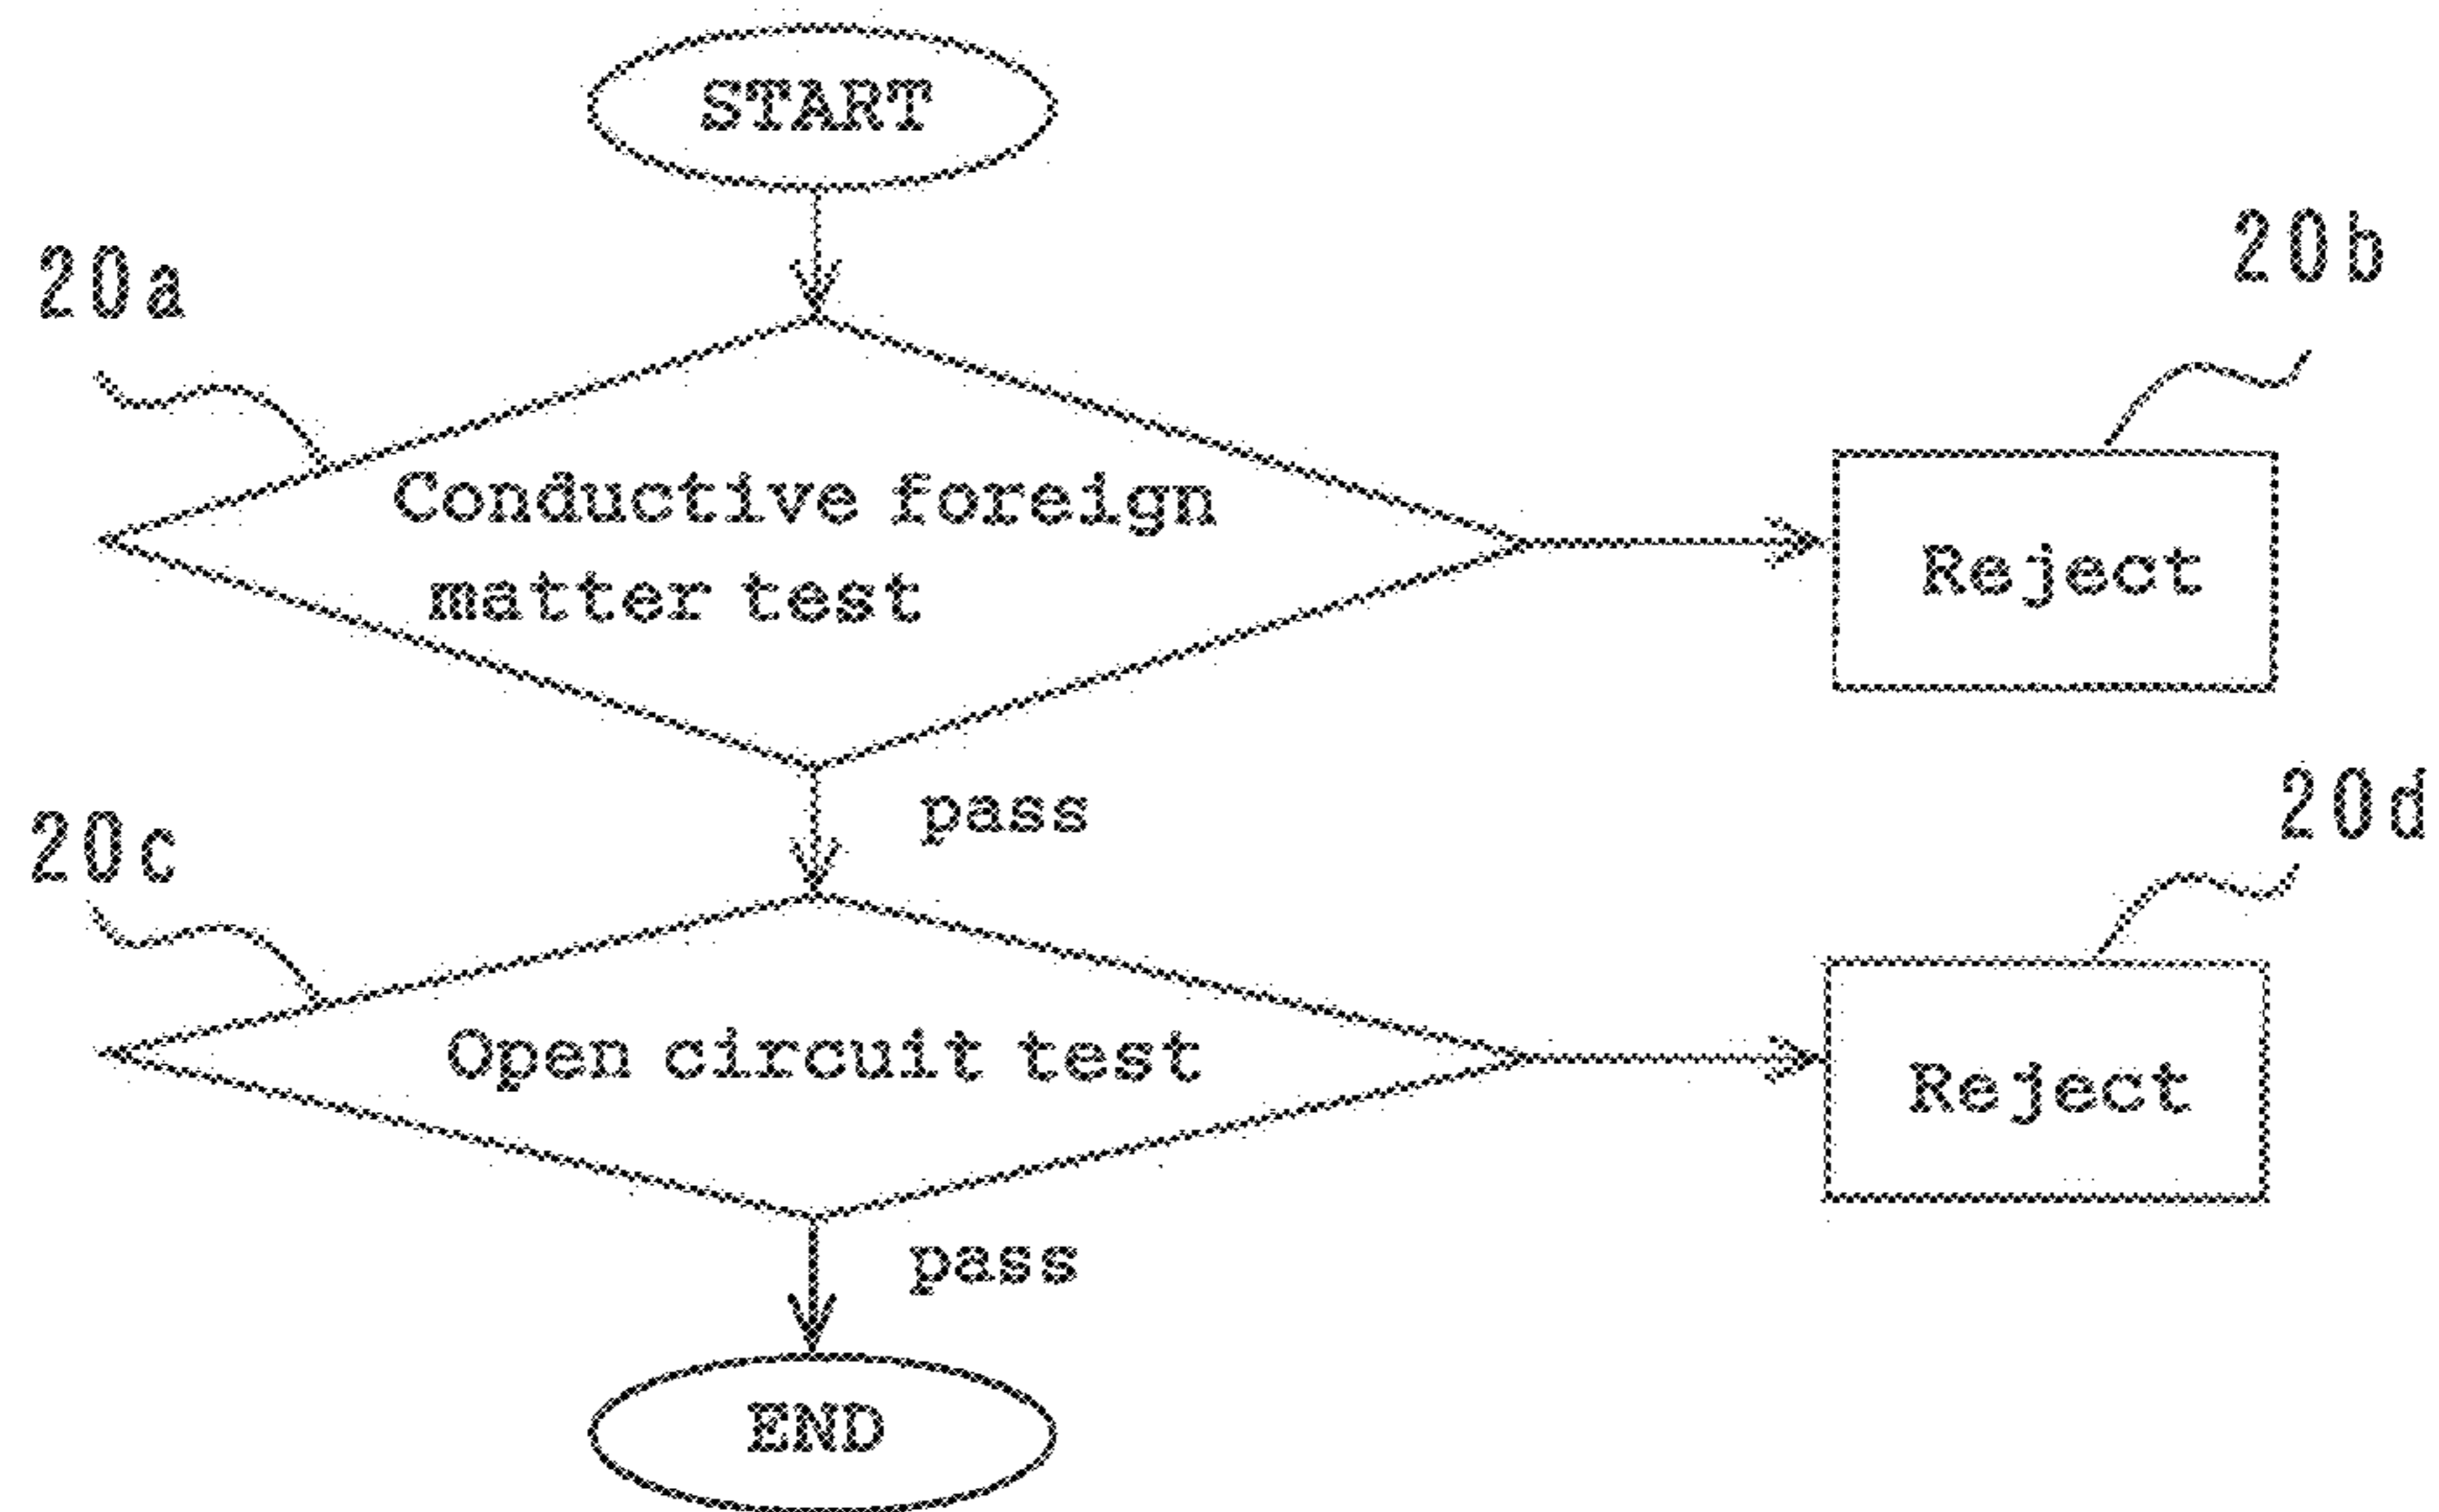 START
20a
20b
Conductive foreign
matter test
Reject
pass
20c
20d
Open circuit test
Reject
pass
END